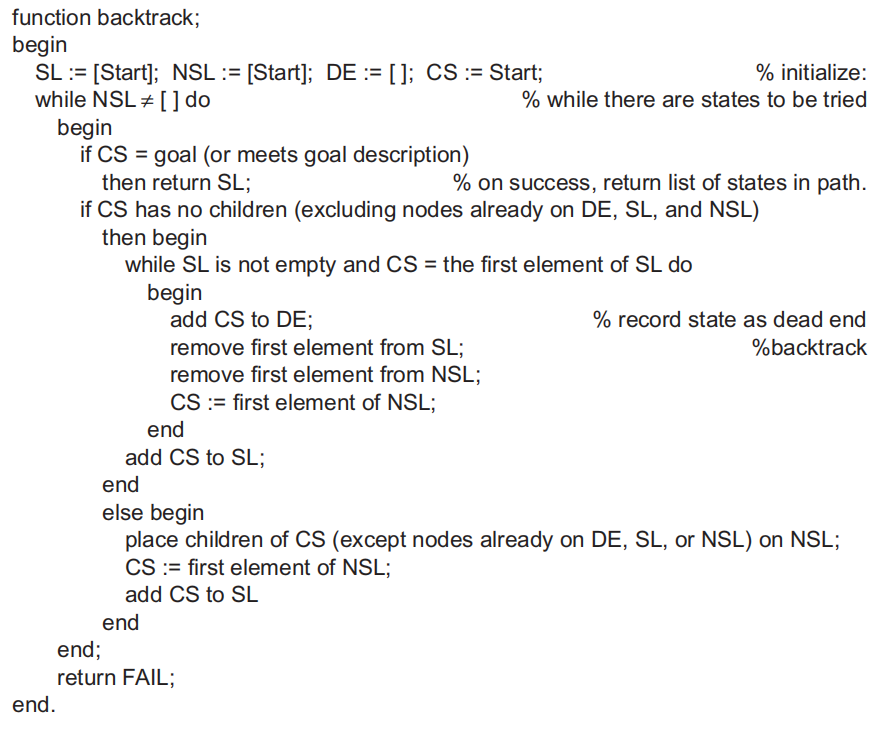 function backtrack;
begin
SL := [Start]; NSL := [Start]; DE := [ ]; CS := Start; % initialize:
while NSL ≠ [ ] do % while there are states to be tried
begin
if CS = goal (or meets goal description)
then return SL; % on success, return list of states in path.
if CS has no children (excluding nodes already on DE, SL, and NSL)
then begin
while SL is not empty and CS = the first element of SL do
begin
add CS to DE; % record state as dead end
remove first element from SL; %backtrack
remove first element from NSL;
CS := first element of NSL;
end
add CS to SL;
end
else begin
place children of CS (except nodes already on DE, SL, or NSL) on NSL;
CS := first element of NSL;
add CS to SL
end
end;
return FAIL;
end.